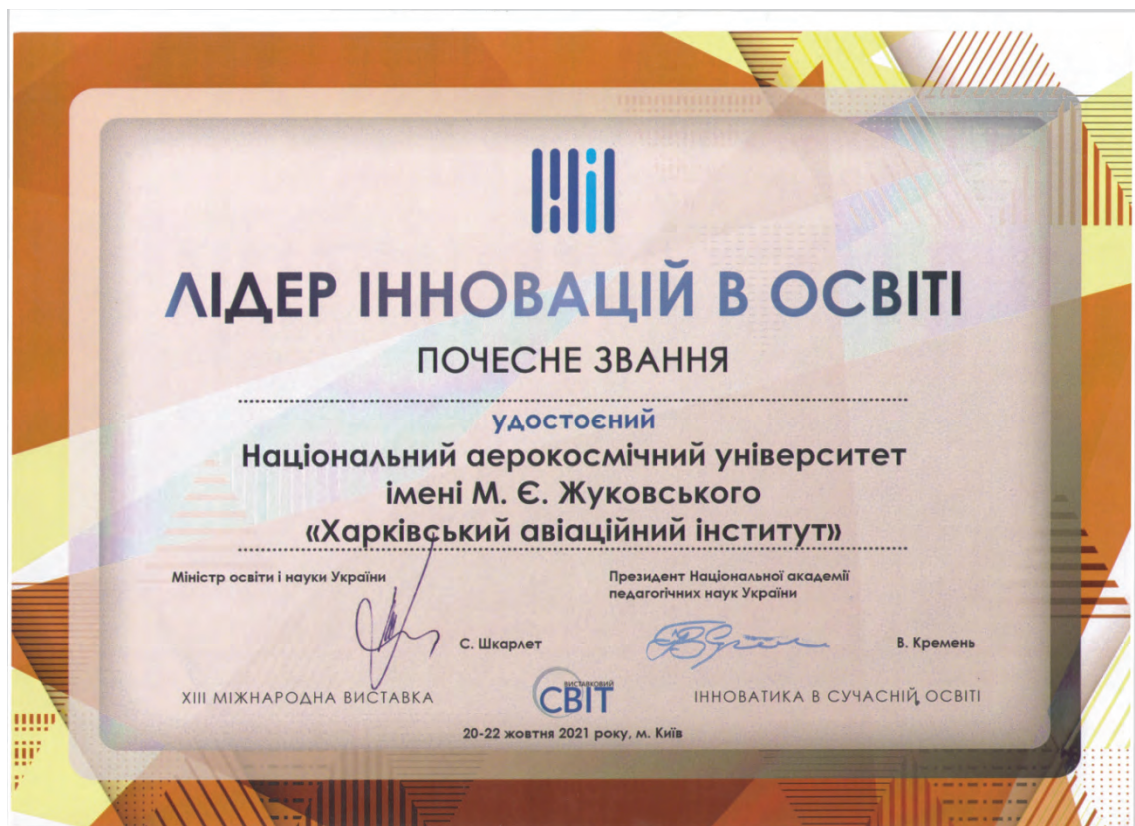 ЛІДЕР ІННОВАЦІЙ В ОСВІТІ
ПОЧЕСНЕ ЗВАННЯ
удостоєний
Національний аерокосмічний університет
імені М. Є. Жуковського
«Харківський авіаційний інститут»
Міністр освіти і науки України
С. Шкарлет
Президент Національної академії
педагогічних наук України
В. Кремень
XIII МІЖНАРОДНА ВИСТАВКА
ВИСТАВКОВИЙ
СВІТ
ІННОВАТИКА В СУЧАСНІЙ ОСВІТІ
20-22 жовтня 2021 року, м. Київ